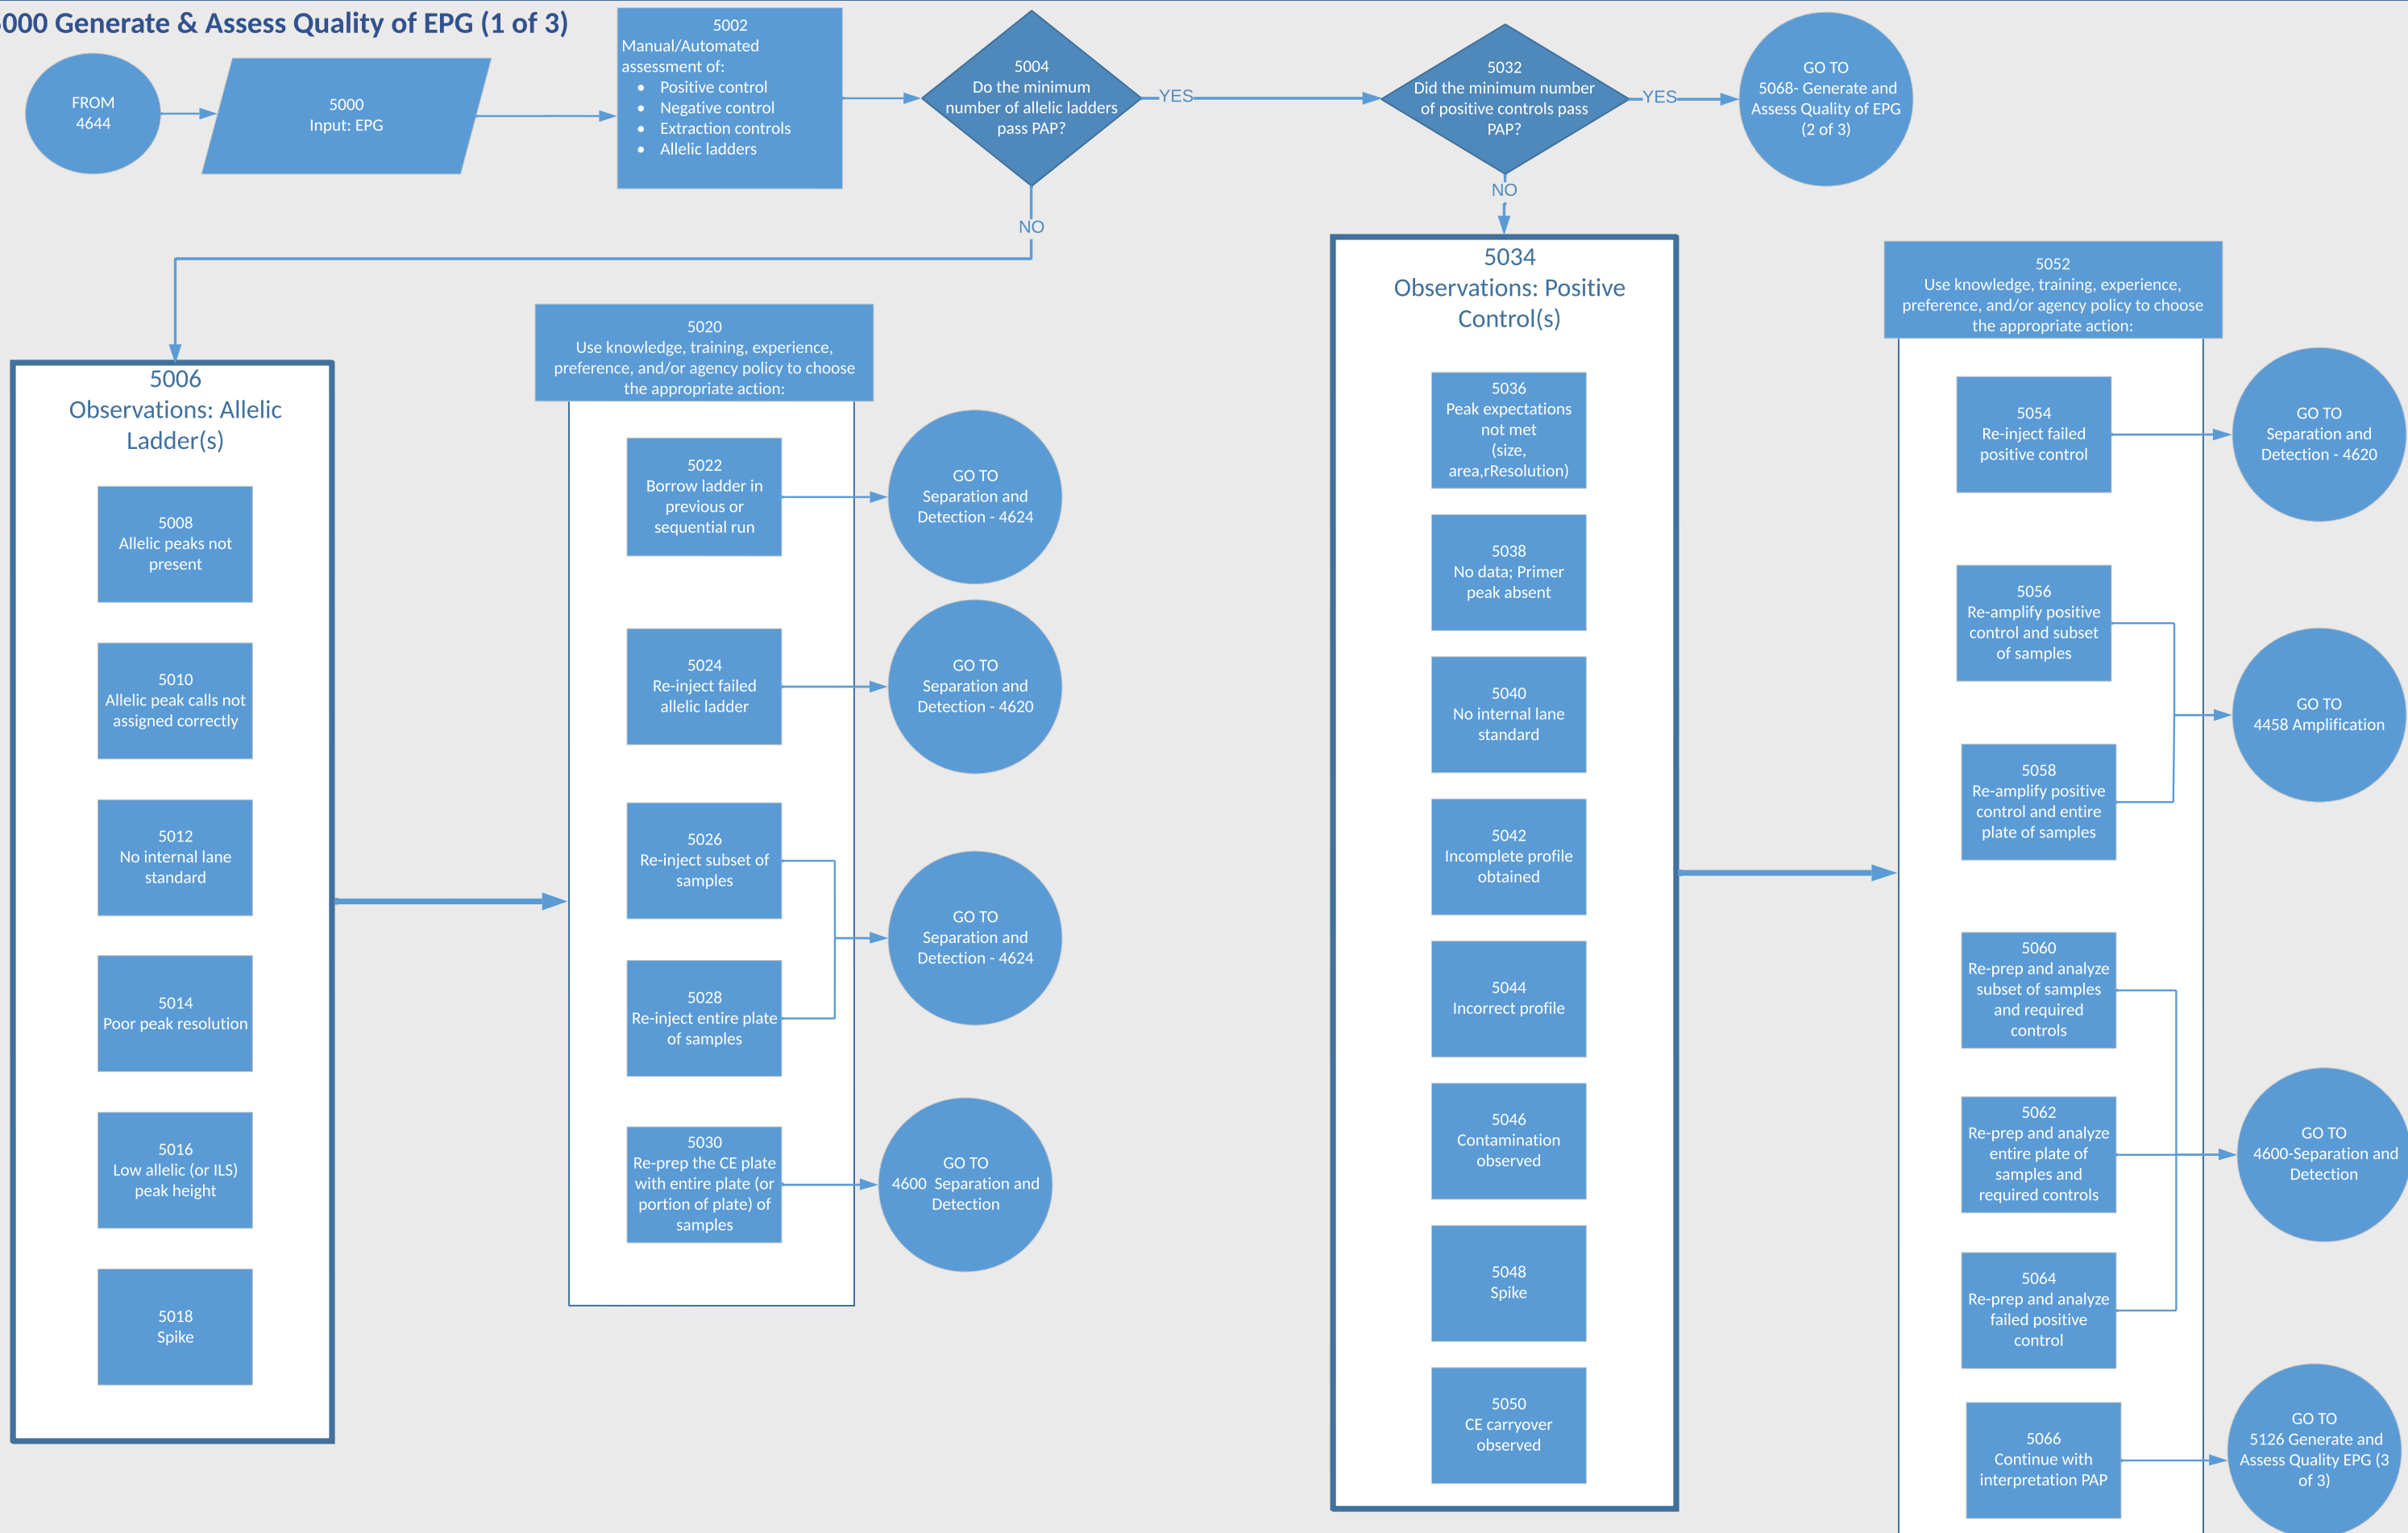 000 Generate & Assess Quality of EPG (1 of 3)
FROM
4644
5000
Input: EPG
5002
Manual/Automated
assessment of:
• Positive control
• Negative control
• Extraction controls
• Allelic ladders
5004
Do the minimum
number of allelic ladders
pass PAP?
YES
NO
5032
Did the minimum number
of positive controls pass
PAP?
YES
NO
GO TO
5068- Generate and
Assess Quality of EPG
(2 of 3)
5006
Observations: Allelic
Ladder(s)
5008
Allelic peaks not
present
5010
Allelic peak calls not
assigned correctly
5012
No internal lane
standard
5014
Poor peak resolution
5016
Low allelic (or ILS)
peak height
5018
Spike
5020
Use knowledge, training, experience,
preference, and/or agency policy to choose
the appropriate action:
5022
Borrow ladder in
previous or
sequential run
GO TO
Separation and
Detection - 4624
5024
Re-inject failed
allelic ladder
GO TO
Separation and
Detection - 4620
5026
Re-inject subset of
samples
5028
Re-inject entire plate
of samples
GO TO
Separation and
Detection - 4624
5030
Re-prep the CE plate
with entire plate (or
portion of plate) of
samples
GO TO
4600 Separation and
Detection
5034
Observations: Positive
Control(s)
5036
Peak expectations
not met
(size,
area,rResolution)
5038
No data; Primer
peak absent
5040
No internal lane
standard
5042
Incomplete profile
obtained
5044
Incorrect profile
5046
Contamination
observed
5048
Spike
5050
CE carryover
observed
5052
Use knowledge, training, experience,
preference, and/or agency policy to choose
the appropriate action:
5054
Re-inject failed
positive control
GO TO
Separation and
Detection - 4620
5056
Re-amplify positive
control and subset
of samples
5058
Re-amplify positive
control and entire
plate of samples
GO TO
4458 Amplification
5060
Re-prep and analyze
subset of samples
and required
controls
5062
Re-prep and analyze
entire plate of
samples and
required controls
5064
Re-prep and analyze
failed positive
control
GO TO
4600-Separation and
Detection
5066
Continue with
interpretation PAP
GO TO
5126 Generate and
Assess Quality EPG (3
of 3)